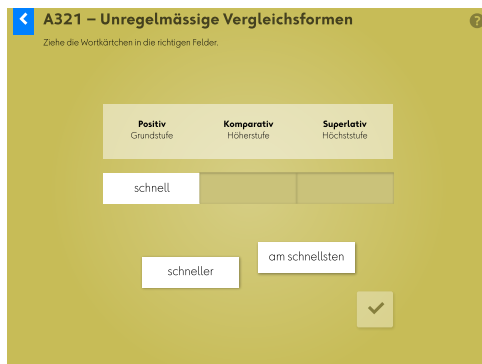 A321 – Unregelmässige Vergleichsformen
?
Ziehe die Wortkärtchen in die richtigen Felder.
Positiv Komparativ Superlativ
Grundstufe Höherstufe Höchststufe
schnell
am schnellsten
schneller